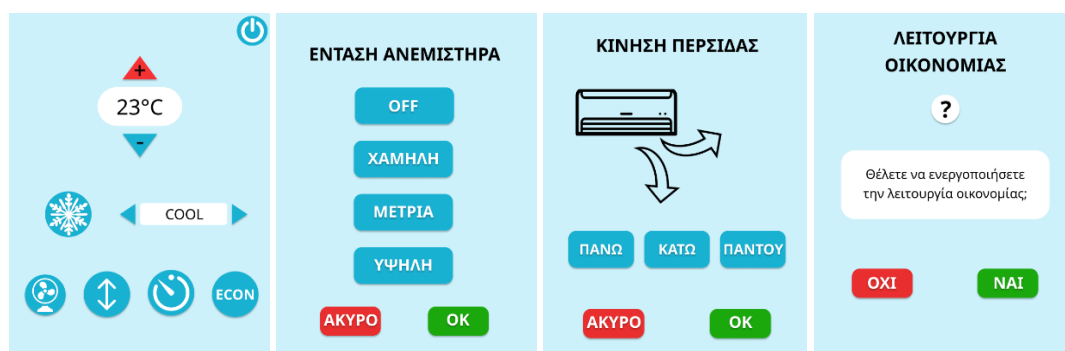 +
23°C
-
COOL
ECON
ΕΝΤΑΣΗ ΑΝΕΜΙΣΤΗΡΑ
OFF
ΧΑΜΗΛΗ
ΜΕΤΡΙΑ
ΥΨΗΛΗ
ΑΚΥΡΟ OK
ΚΙΝΗΣΗ ΠΕΡΣΙΔΑΣ
ΠΑΝΩ ΚΑΤΩ ΠΑΝΤΟΥ
ΑΚΥΡΟ OK
ΛΕΙΤΟΥΡΓΙΑ
ΟΙΚΟΝΟΜΙΑΣ
?
Θέλετε να ενεργοποιήσετε
την λειτουργία οικονομίας;
ΟΧΙ ΝΑΙ